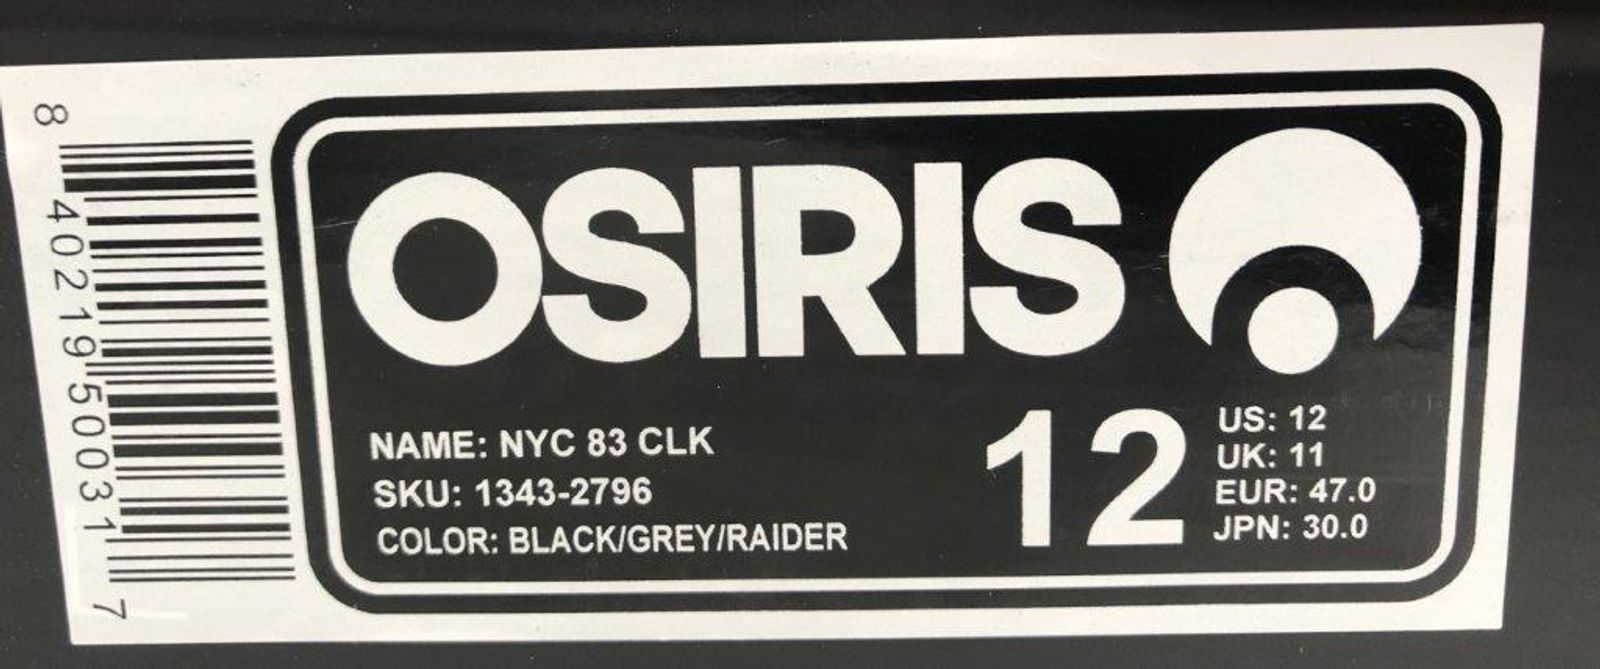 8 40219 50031 7
OSIRIS
NAME: NYC 83 CLK
SKU: 1343-2796
COLOR: BLACK/GREY/RAIDER
12
US: 12
UK: 11
EUR: 47.0
JPN: 30.0